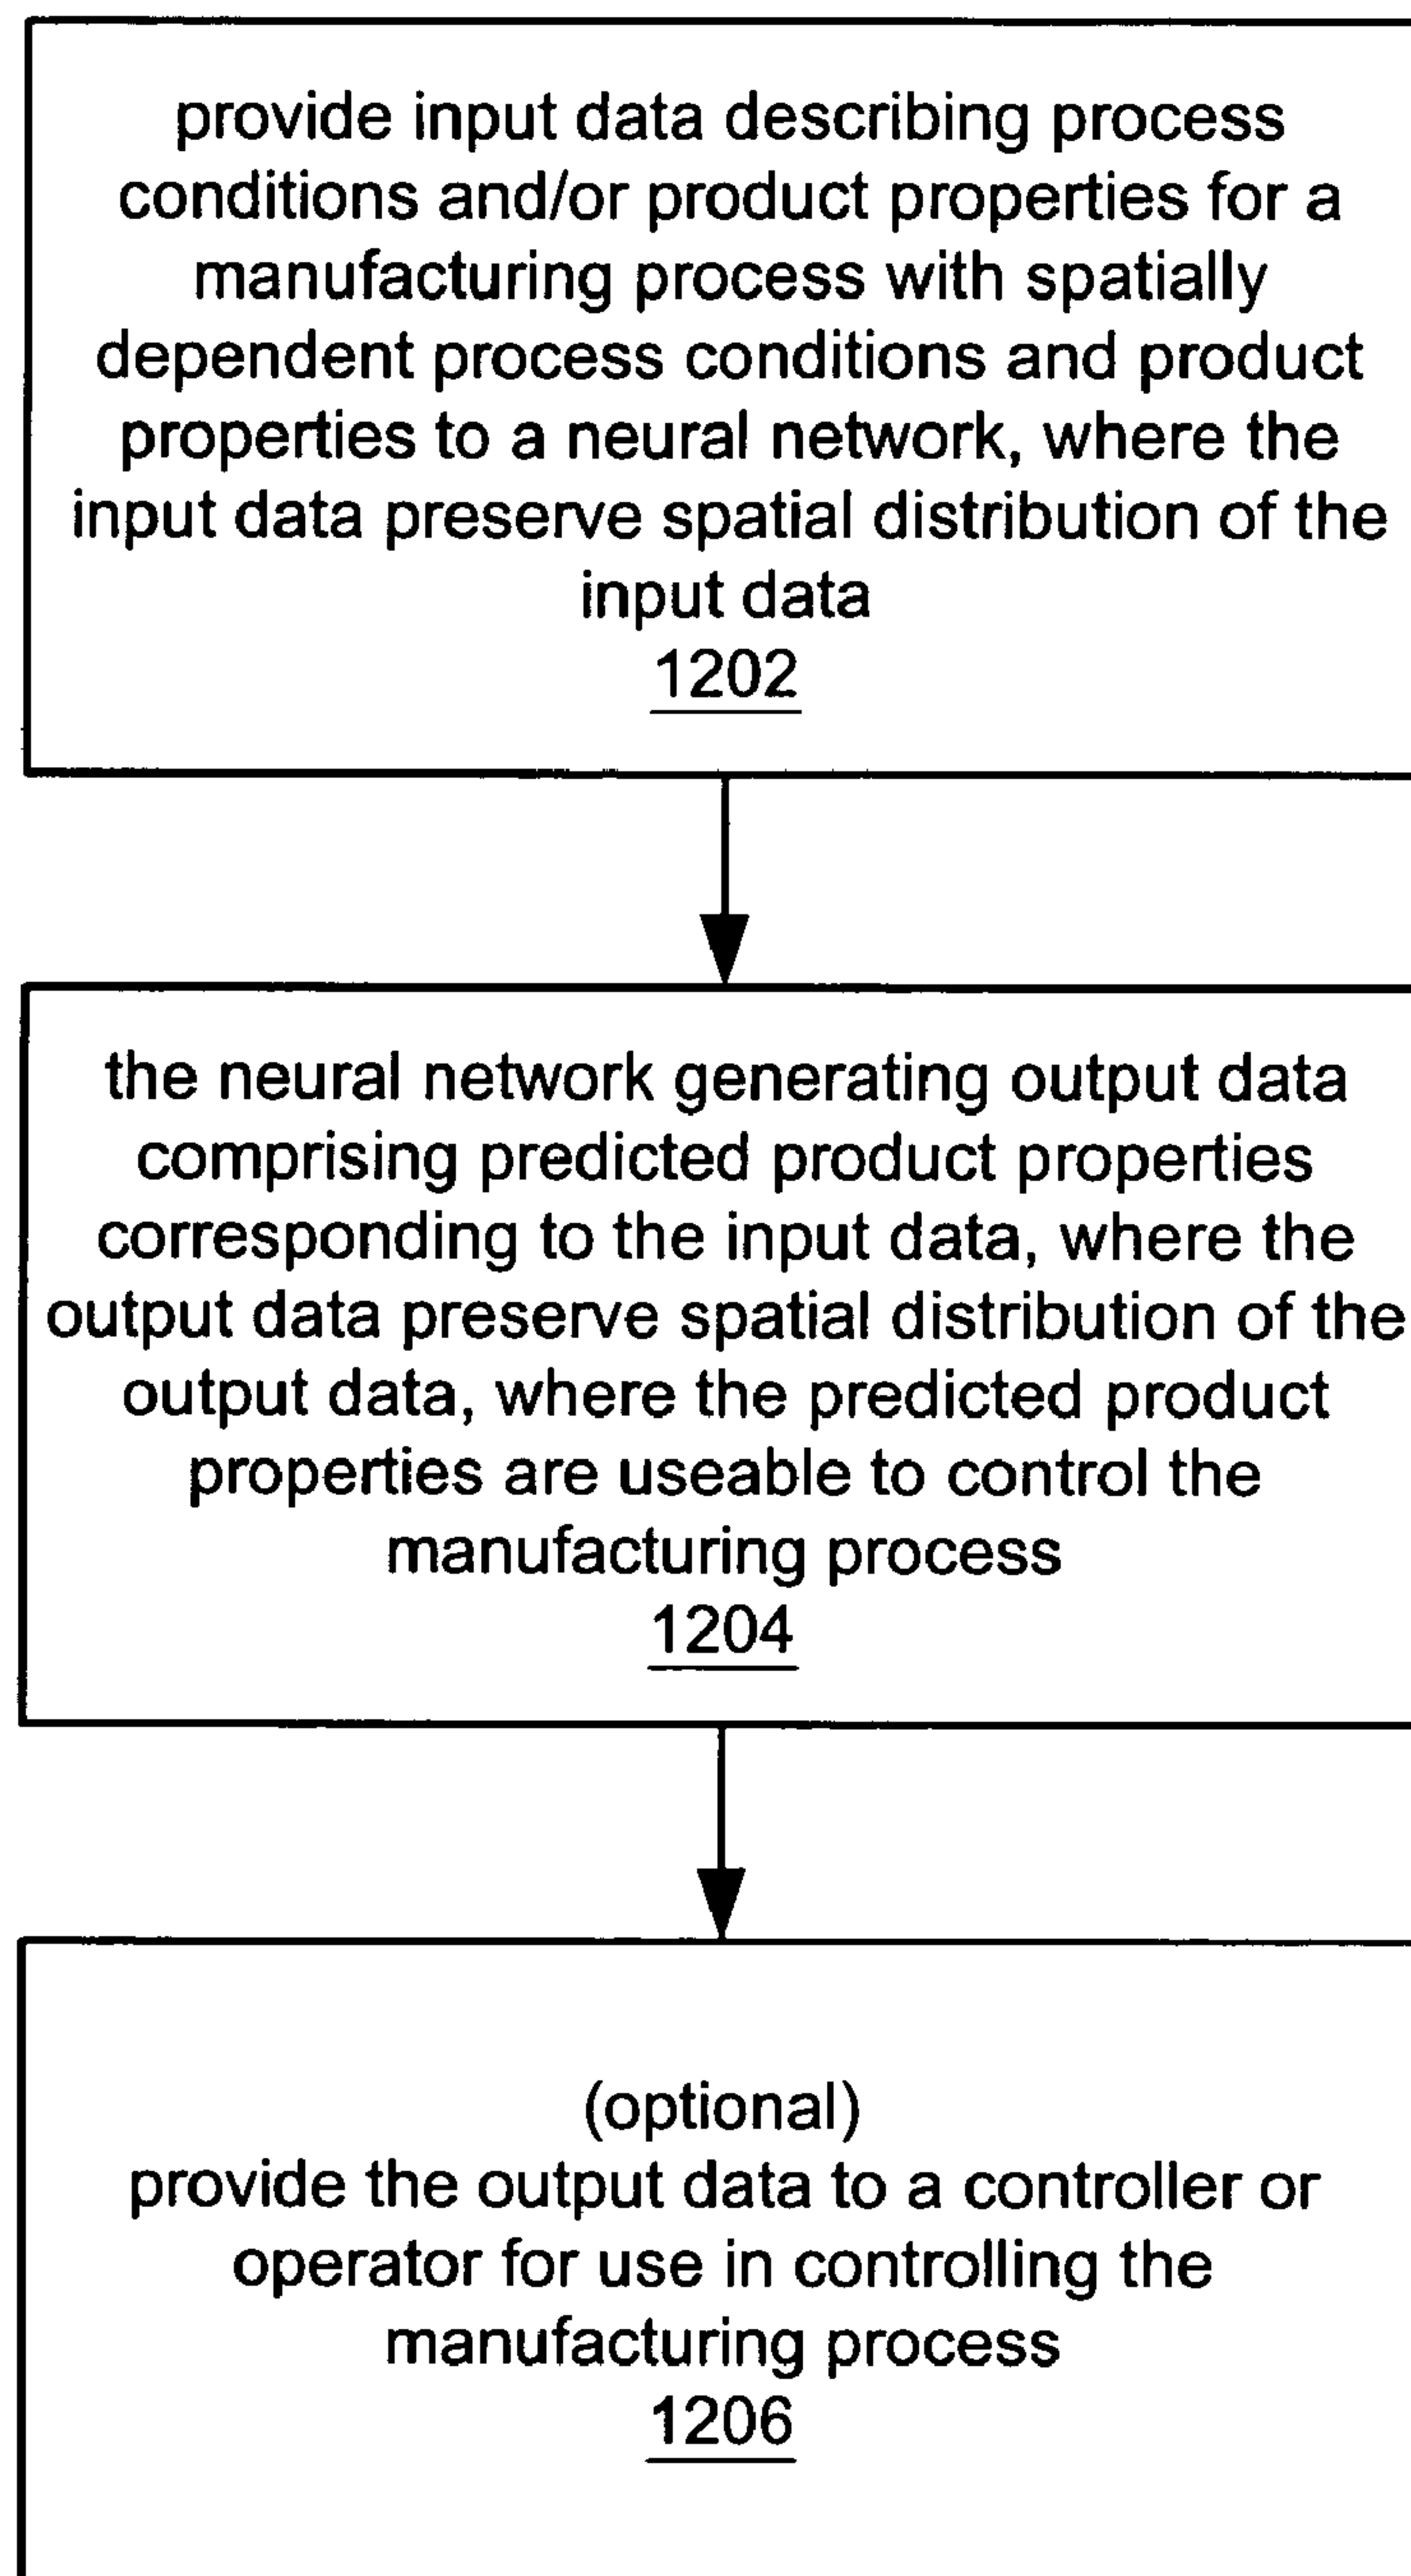 provide input data describing process
conditions and/or product properties for a
manufacturing process with spatially
dependent process conditions and product
properties to a neural network, where the
input data preserve spatial distribution of the
input data
1202
the neural network generating output data
comprising predicted product properties
corresponding to the input data, where the
output data preserve spatial distribution of the
output data, where the predicted product
properties are useable to control the
manufacturing process
1204
(optional)
provide the output data to a controller or
operator for use in controlling the
manufacturing process
1206